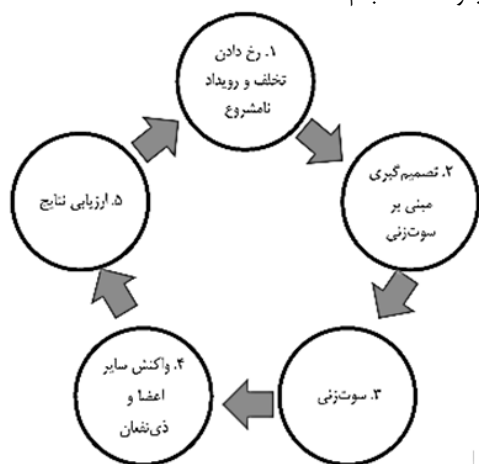 ۱. رخ دادن
تخلف و رویداد
نامشروع
۲. تصمیم‌گیری
مبنی بر
سوت‌زنی
۳. سوت‌زنی
۴. واکنش سایر
اعضا و
ذی‌نفعان
۵. ارزیابی نتایج